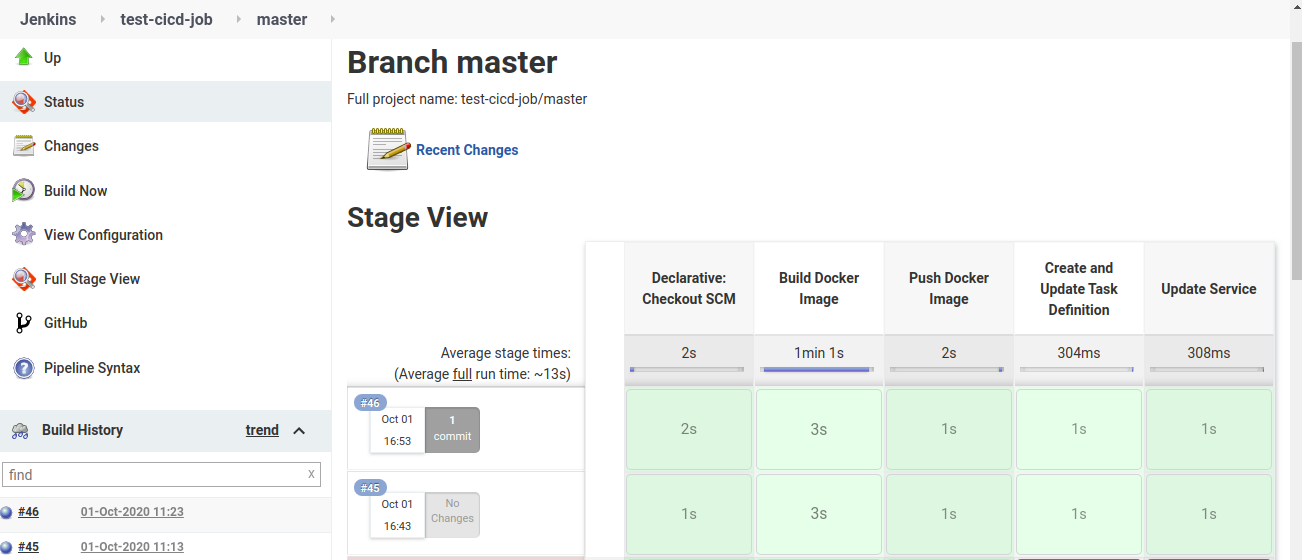 Jenkins test-cicd-job master
Up
Status
Changes
Build Now
View Configuration
Full Stage View
GitHub
Pipeline Syntax
Build History trend
find X
#46 01-Oct-2020 11:23
#45 01-Oct-2020 11:13
Branch master
Full project name: test-cicd-job/master
Recent Changes
Stage View
Declarative:
Checkout SCM
Build Docker
Image
Push Docker
Image
Create and
Update Task
Definition
Update Service
Average stage times:
(Average full run time: ~13s)
2s 1min 1s 2s 304ms 308ms
#46
Oct 01
16:53
1
commit
2s 3s 1s 1s 1s
#45
Oct 01
16:43
No
Changes
1s 3s 1s 1s 1s